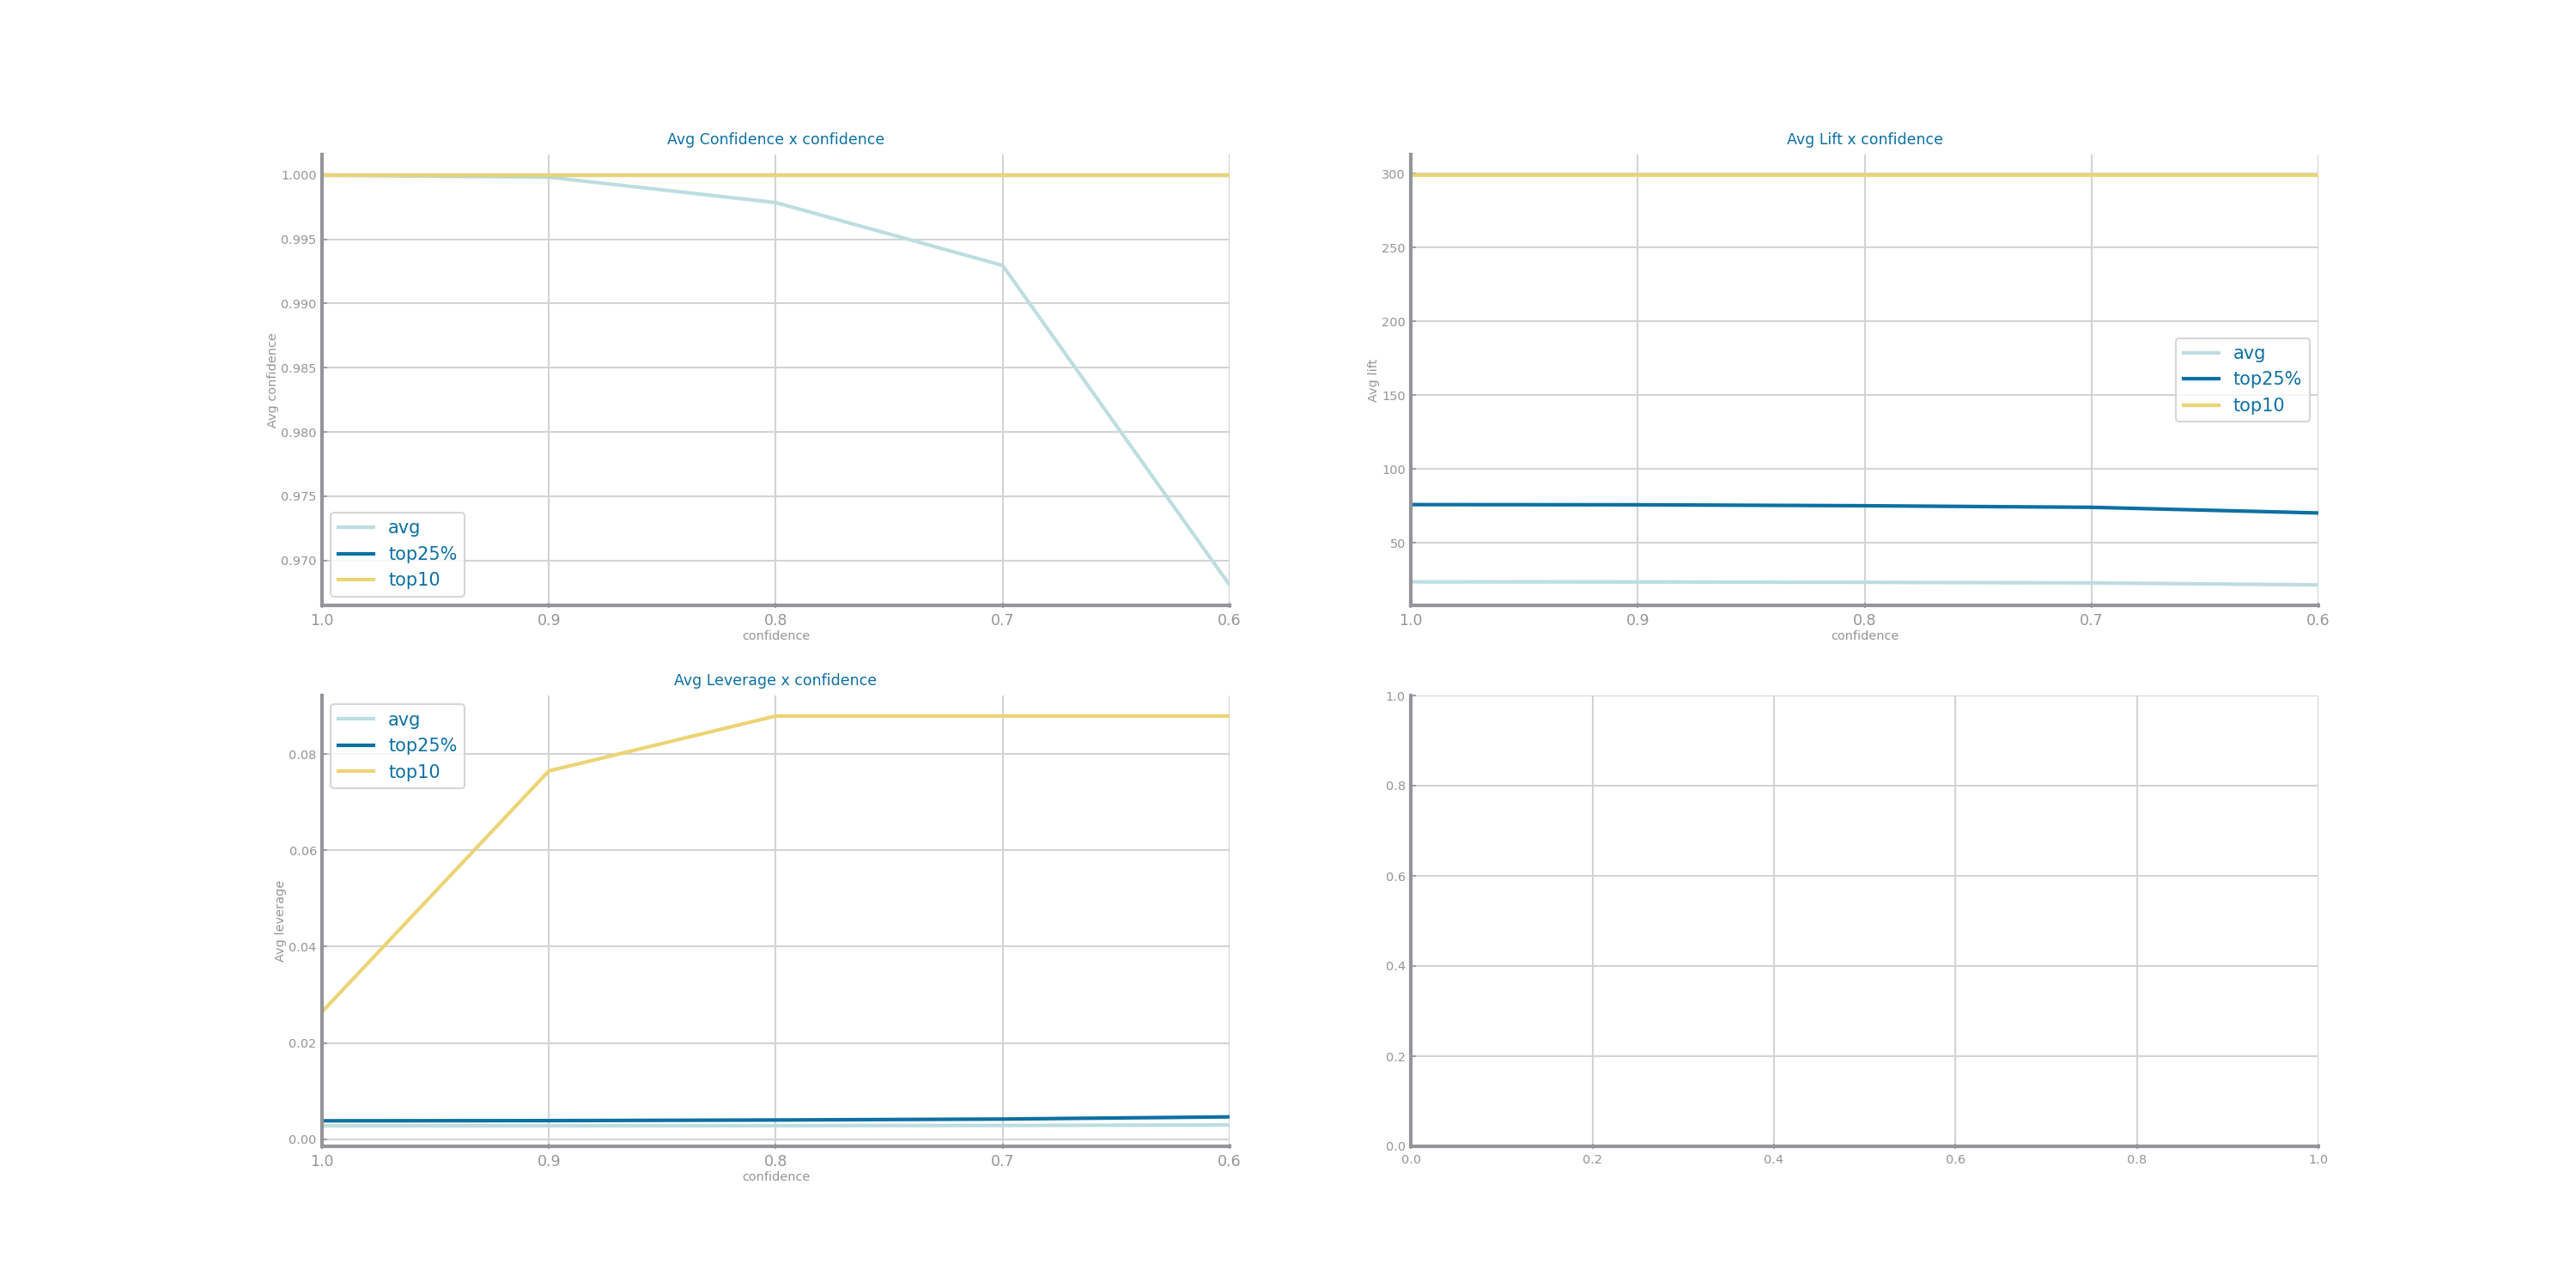 Avg Confidence x confidence
1.000
0.995
0.990
0.985
0.980
0.975
0.970
Avg confidence
avg
top25%
top10
1.0 0.9 0.8 0.7 0.6
confidence
Avg Lift x confidence
300
250
200
150
100
50
Avg lift
avg
top25%
top10
1.0 0.9 0.8 0.7 0.6
confidence
Avg Leverage x confidence
avg
top25%
top10
0.08
0.06
0.04
0.02
0.00
Avg leverage
1.0 0.9 0.8 0.7 0.6
confidence
1.0
0.8
0.6
0.4
0.2
0.0
0.0 0.2 0.4 0.6 0.8 1.0